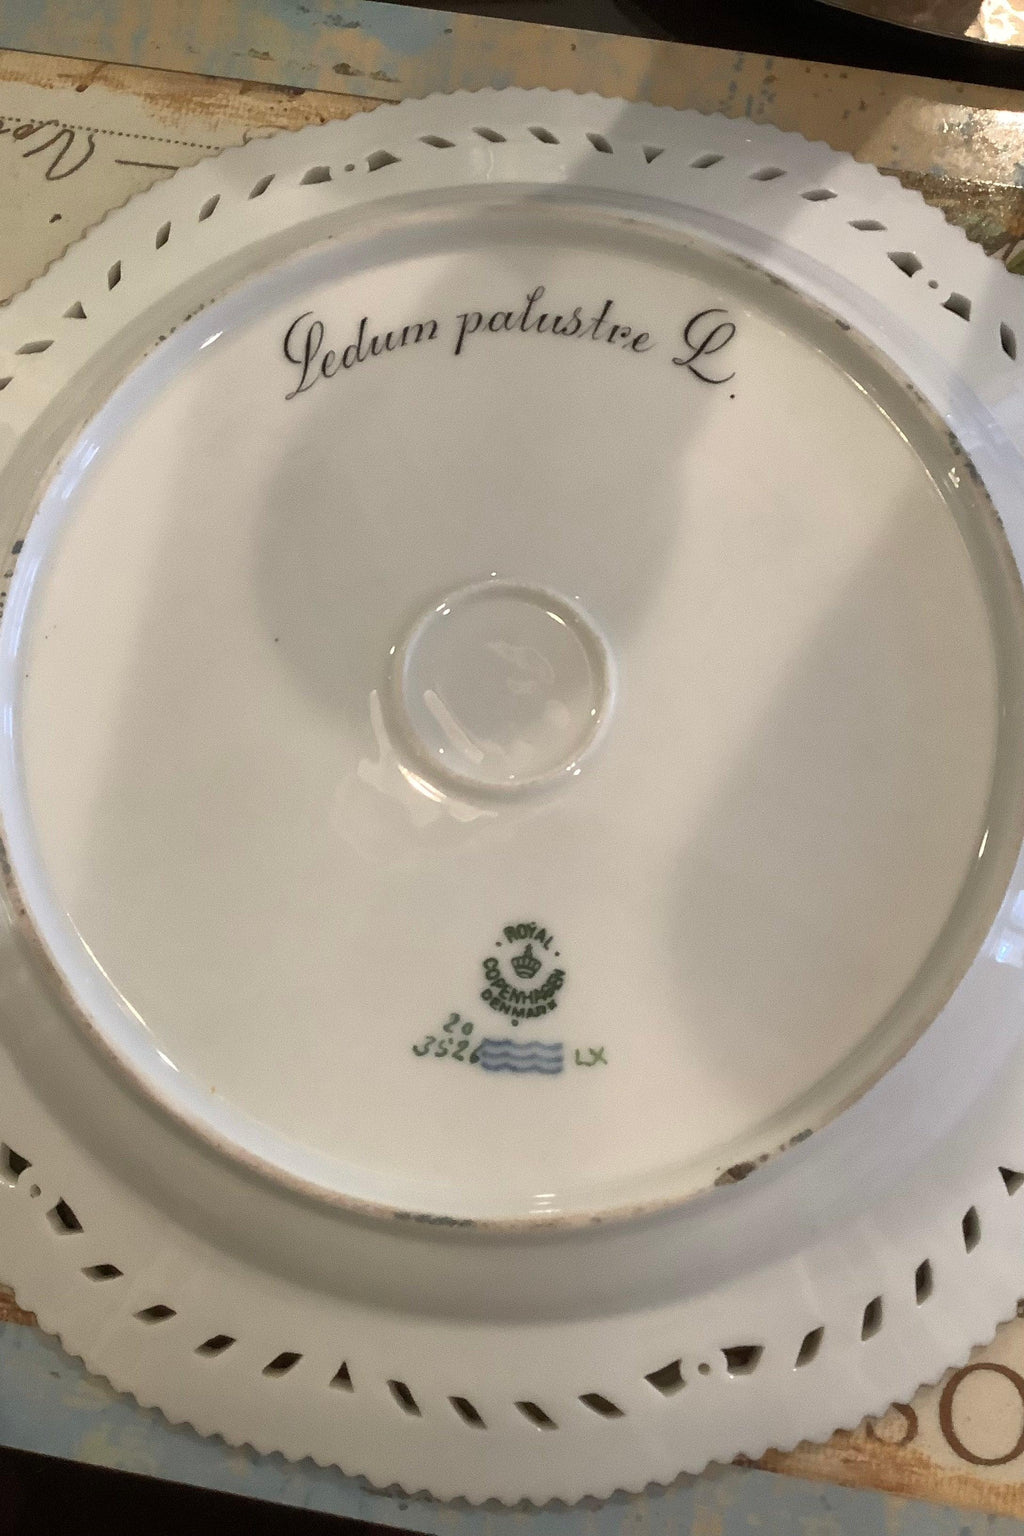 Ledum palustre L.
ROYAL
COPENHAGEN
DENMARK
20
3526 LX